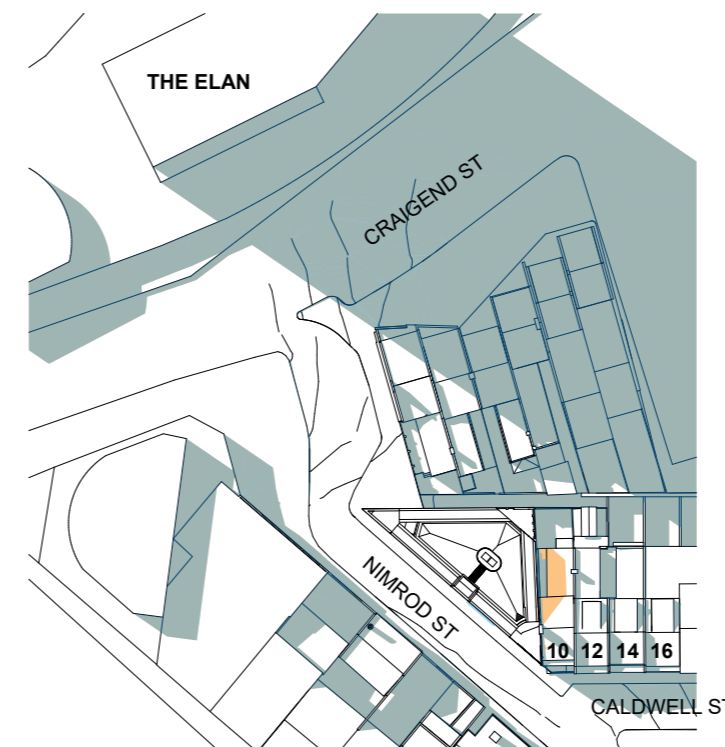 THE ELAN
CRAIGEND ST
NIMROD ST
10 12 14 16
CALDWELL ST